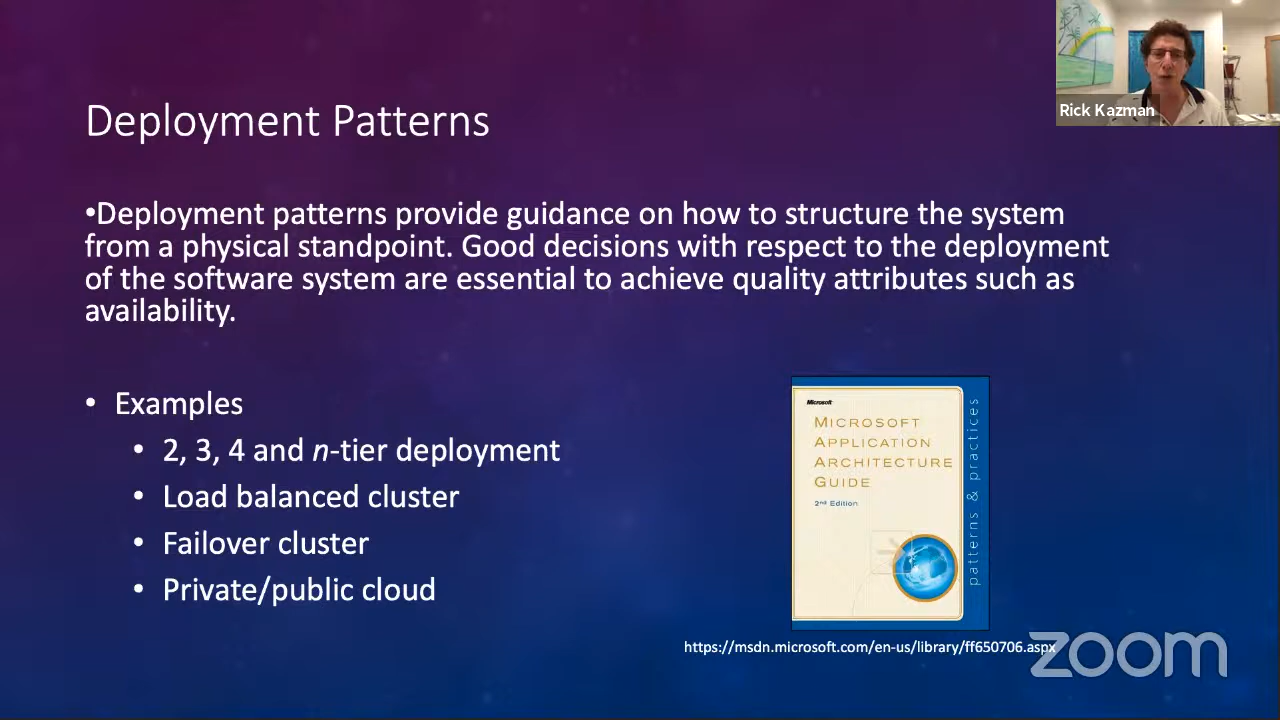 Rick Kazman
Deployment Patterns
•Deployment patterns provide guidance on how to structure the system
from a physical standpoint. Good decisions with respect to the deployment
of the software system are essential to achieve quality attributes such as
availability.
• Examples
• 2, 3, 4 and n-tier deployment
• Load balanced cluster
• Failover cluster
• Private/public cloud
Microsoft
MICROSOFT
APPLICATION
ARCHITECTURE
GUIDE
2nd Edition
patterns & practices
https://msdn.microsoft.com/en-us/library/ff650706.aspx
zoom